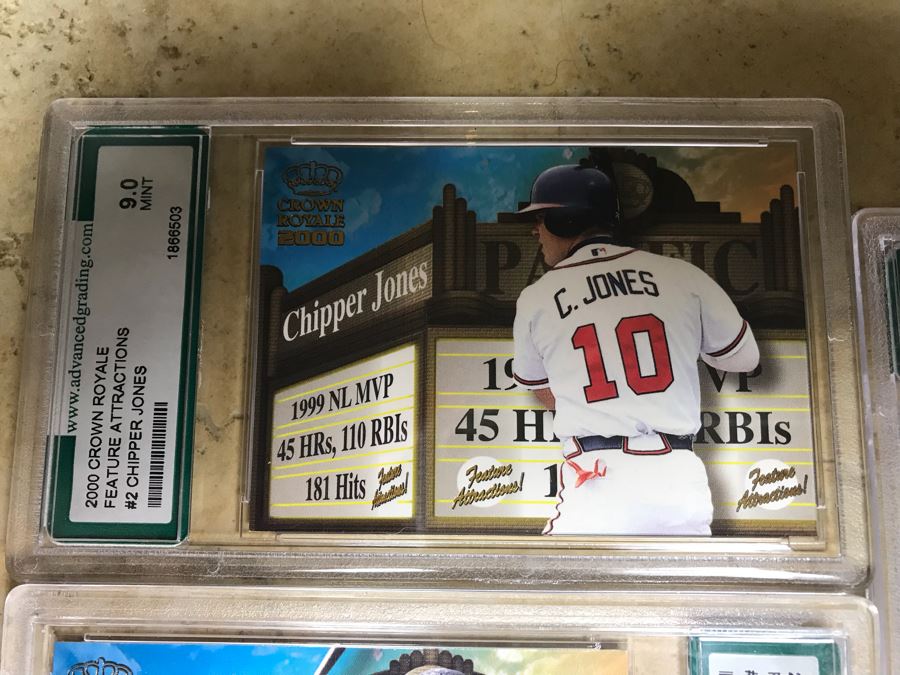 www.advancedgrading.com
2000 CROWN ROYALE
FEATURE ATTRACTIONS
#2 CHIPPER JONES
9.0
MINT
1866503
CROWN
ROYALE
2000
Chipper Jones
1999 NL MVP
45 HRs, 110 RBIs
181 Hits
Feature
Attractions!
C. JONES
10
45 H
RBIs
Feature
Attractions!
Feature
Attractions!